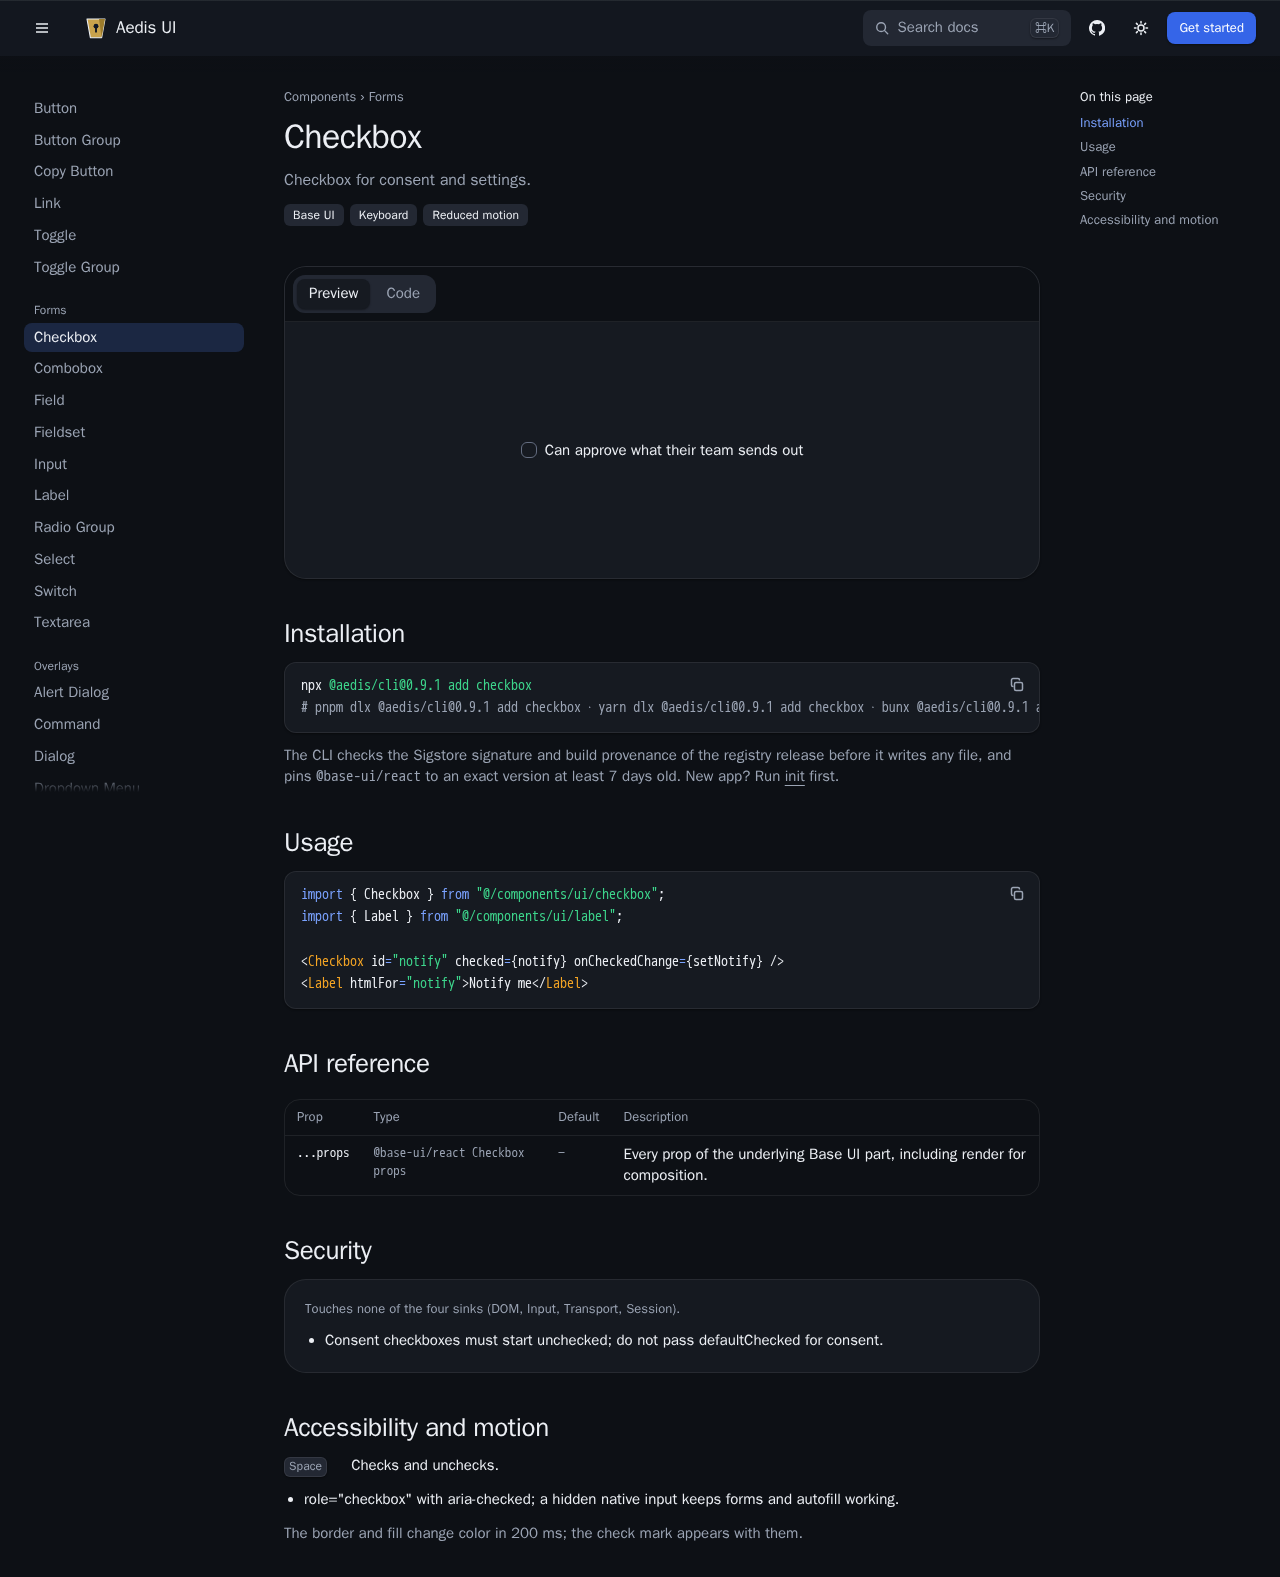 Aedis UI
Search docs
⌘K
Get started
Button
Button Group
Copy Button
Link
Toggle
Toggle Group
Forms
Checkbox
Combobox
Field
Fieldset
Input
Label
Radio Group
Select
Switch
Textarea
Overlays
Alert Dialog
Command
Dialog
Dropdown Menu
Components › Forms
Checkbox
Checkbox for consent and settings.
Base UI
Keyboard
Reduced motion
Preview
Code
Can approve what their team sends out
Installation
npx @aedis/cli@0.9.1 add checkbox
# pnpm dlx @aedis/cli@0.9.1 add checkbox · yarn dlx @aedis/cli@0.9.1 add checkbox · bunx @aedis/cli@0.9.1
The CLI checks the Sigstore signature and build provenance of the registry release before it writes any file, and
pins @base-ui/react to an exact version at least 7 days old. New app? Run init first.
Usage
import { Checkbox } from "@/components/ui/checkbox";
import { Label } from "@/components/ui/label";
<Checkbox id="notify" checked={notify} onCheckedChange={setNotify} />
<Label htmlFor="notify">Notify me</Label>
API reference
Prop
Type
Default
Description
...props
@base-ui/react Checkbox
props
—
Every prop of the underlying Base UI part, including render for
composition.
Security
Touches none of the four sinks (DOM, Input, Transport, Session).
• Consent checkboxes must start unchecked; do not pass defaultChecked for consent.
Accessibility and motion
Space
Checks and unchecks.
• role="checkbox" with aria-checked; a hidden native input keeps forms and autofill working.
The border and fill change color in 200 ms; the check mark appears with them.
On this page
Installation
Usage
API reference
Security
Accessibility and motion